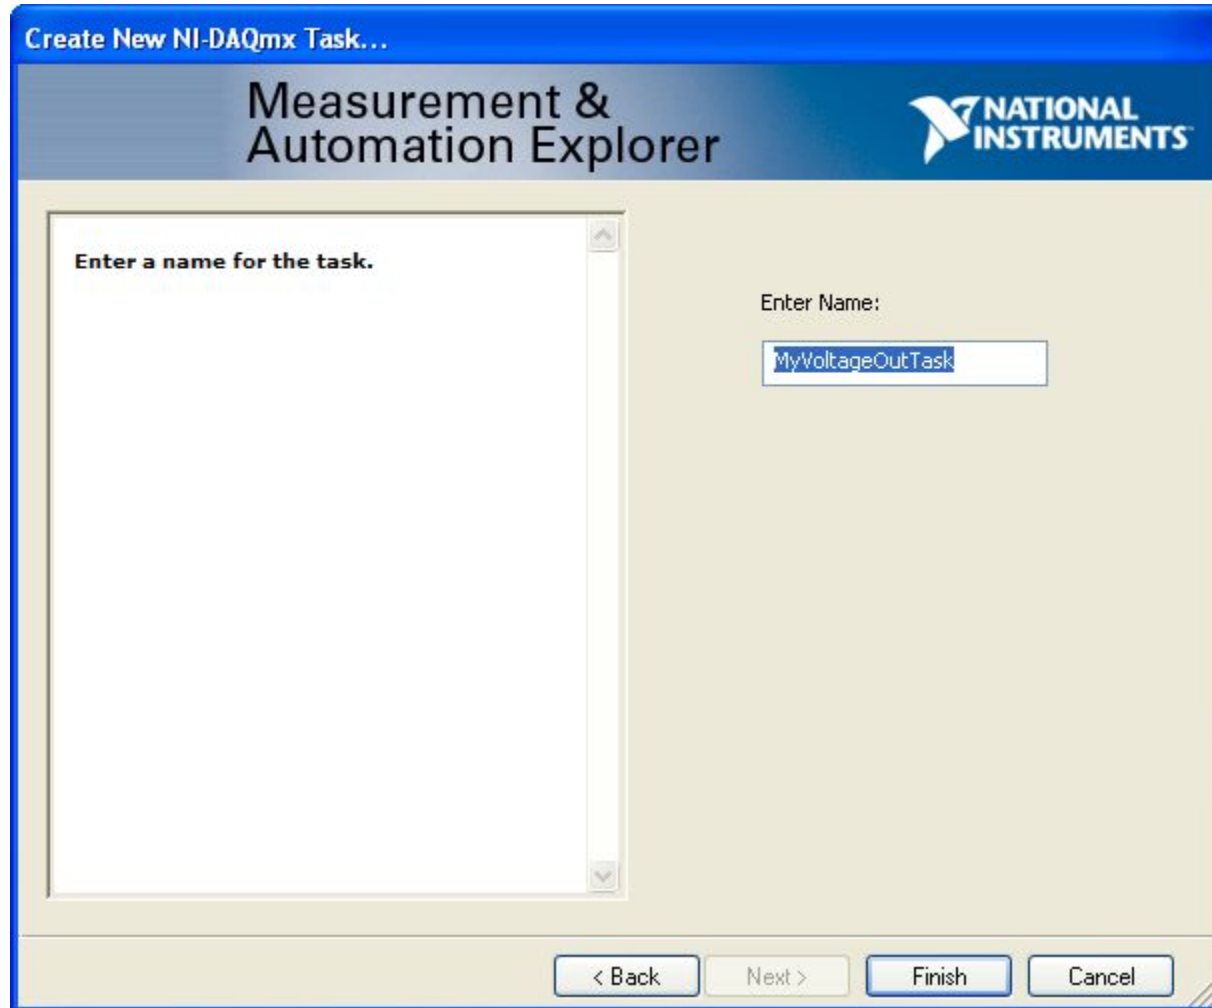 Create New NI-DAQmx Task...
Measurement &
Automation Explorer
NATIONAL
INSTRUMENTS
Enter a name for the task.
Enter Name:
MyVoltageOutTask
< Back
Next >
Finish
Cancel